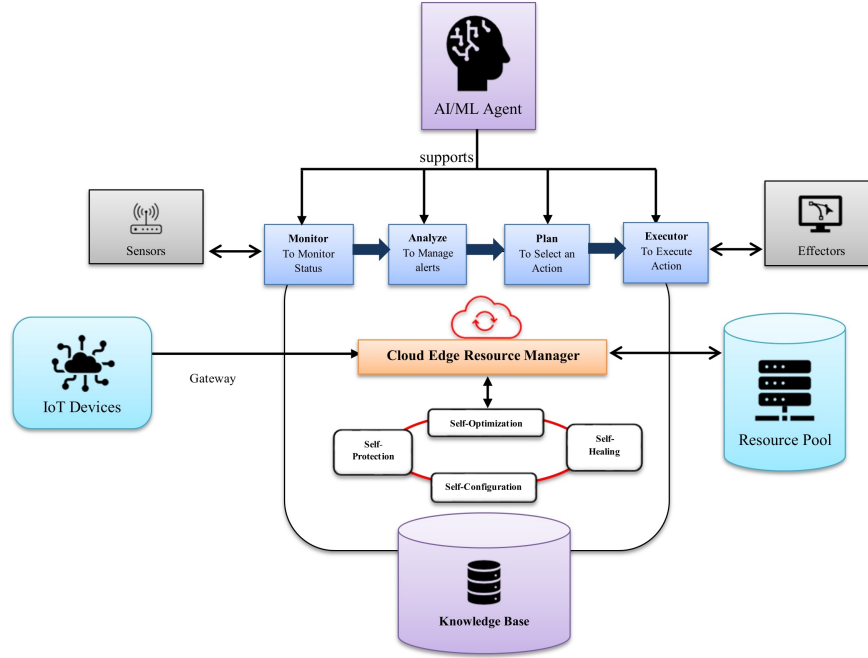 AI/ML Agent
supports
Sensors
Monitor
To Monitor
Status
Analyze
To Manage
alerts
Plan
To Select an
Action
Executor
To Execute
Action
Effectors
IoT Devices
Gateway
Cloud Edge Resource Manager
Resource Pool
Self-Optimization
Self-
Protection
Self-
Healing
Self-Configuration
Knowledge Base